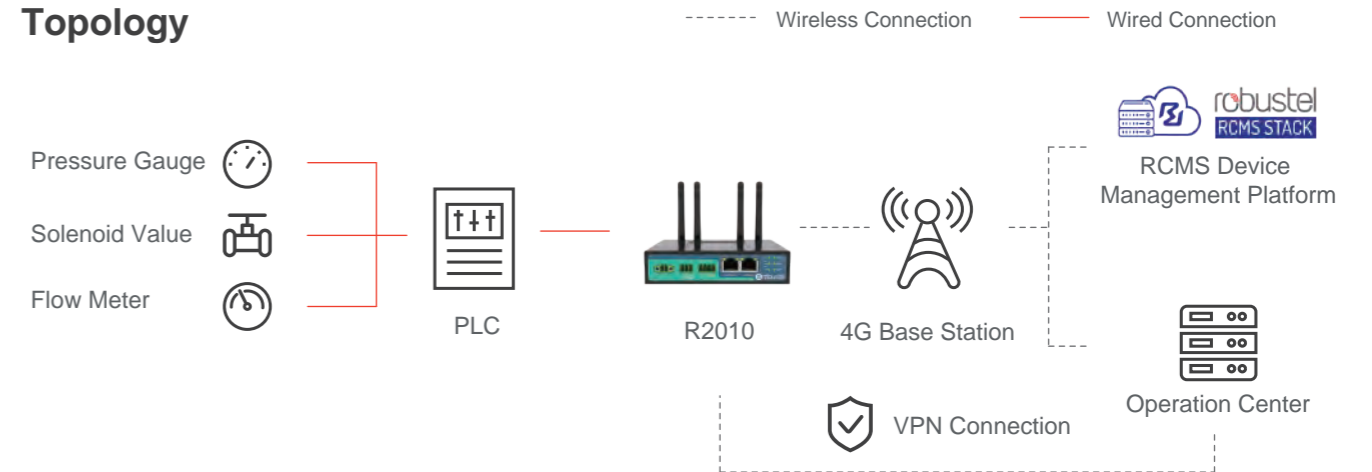 Topology
Wireless Connection
Wired Connection
robustel
RCMS STACK
RCMS Device
Management Platform
Pressure Gauge
Solenoid Value
Flow Meter
PLC
R2010
4G Base Station
Operation Center
VPN Connection